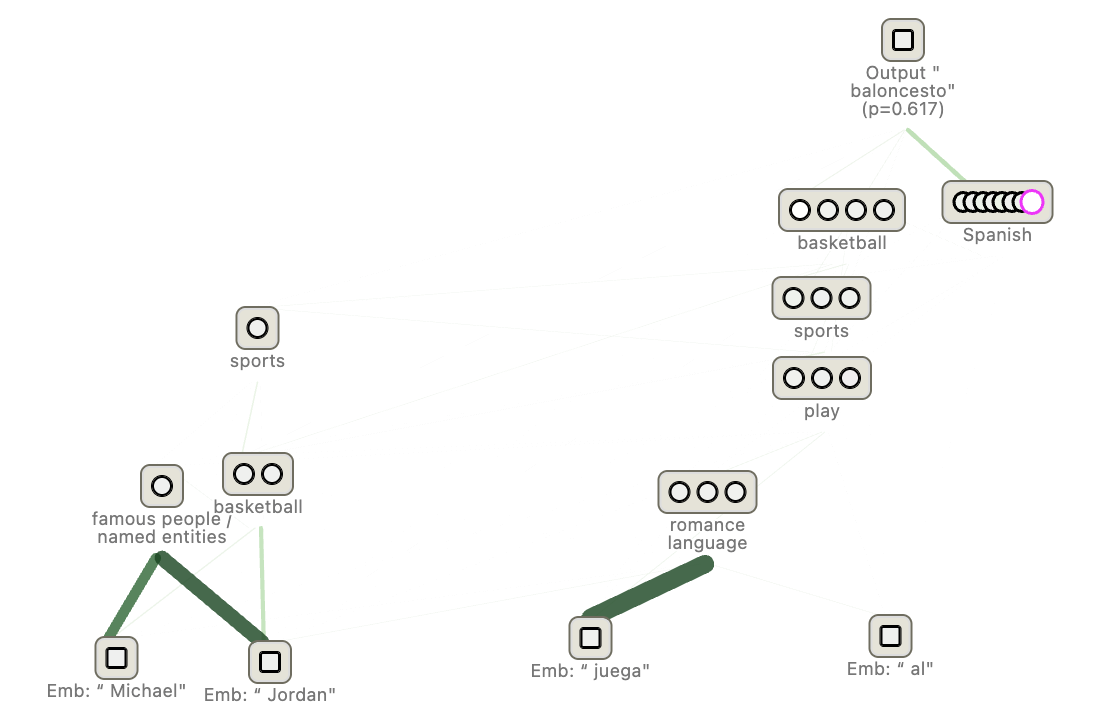 Output "
baloncesto"
(p=0.617)
basketball
Spanish
sports
sports
play
basketball
famous people /
named entities
romance
language
Emb: “ Michael"
Emb: “ Jordan"
Emb: “ juega"
Emb: “ al"